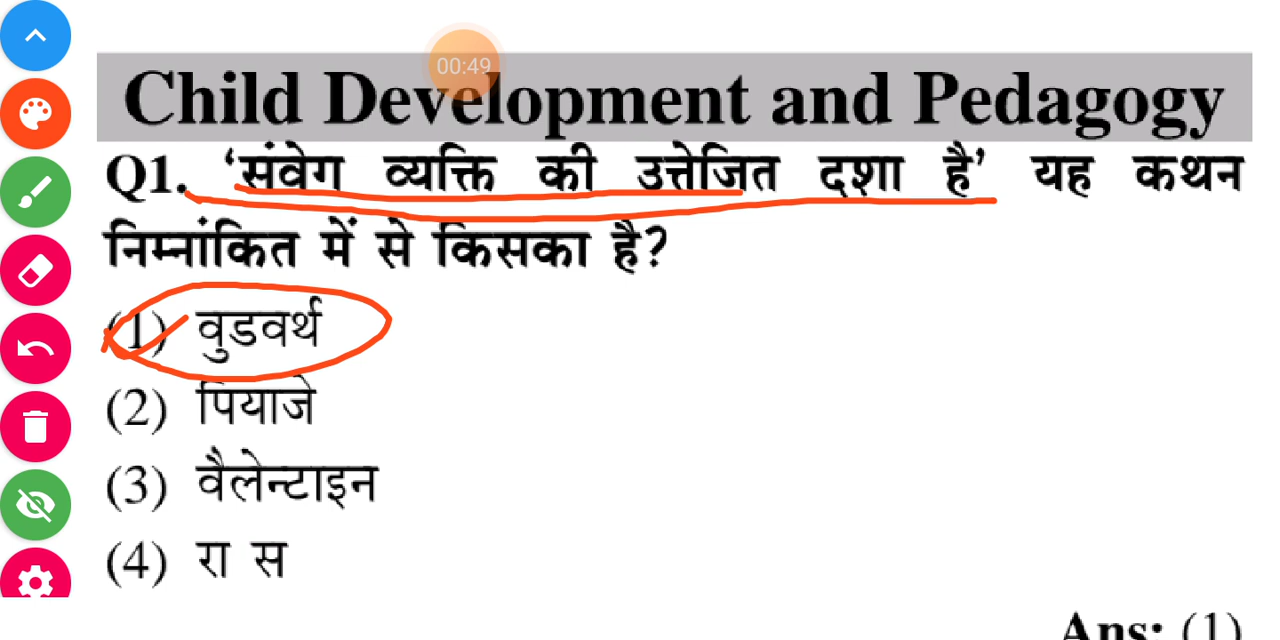 00:49
Child Development and Pedagogy
Q1. ‘संवेग व्यक्ति की उत्तेजित दशा है’ यह कथन
निम्नांकित में से किसका है?
(1) वुडवर्थ
(2) पियाजे
(3) वैलेन्टाइन
(4) रा स
Ans: (1)